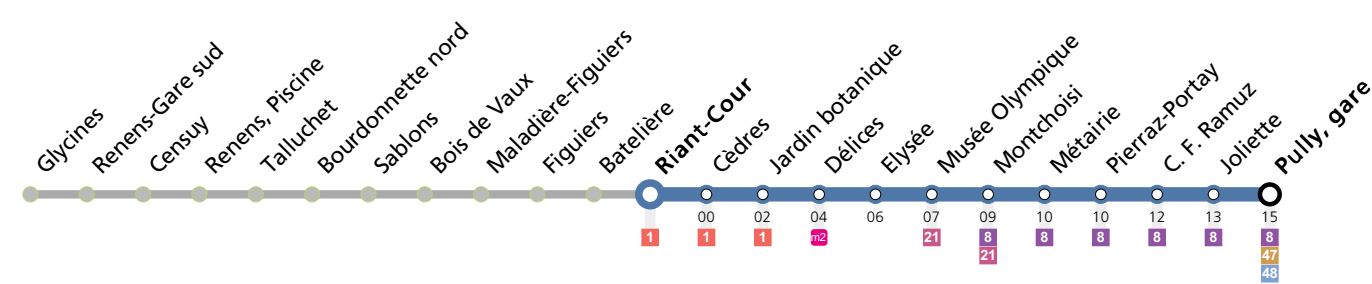 Glycines
Renens-Gare sud
Censuy
Renens, Piscine
Talluchet
Bourdonnette nord
Sablons
Bois de Vaux
Maladière-Figuiers
Figuiers
Batelière
Riant-Cour
Cèdres
Jardin botanique
Délices
Elysée
Musée Olympique
Montchoisi
Métairie
Pierraz-Portay
C. F. Ramuz
Joliette
Pully, gare
00 02 04 06 07 09 10 10 12 13 15
1 1 1 m2 21 8 8 8 8 8 8
21 47
48